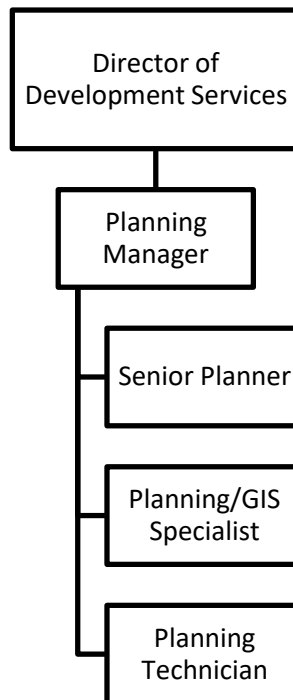 Director of
Development Services
Planning
Manager
Senior Planner
Planning/GIS
Specialist
Planning
Technician